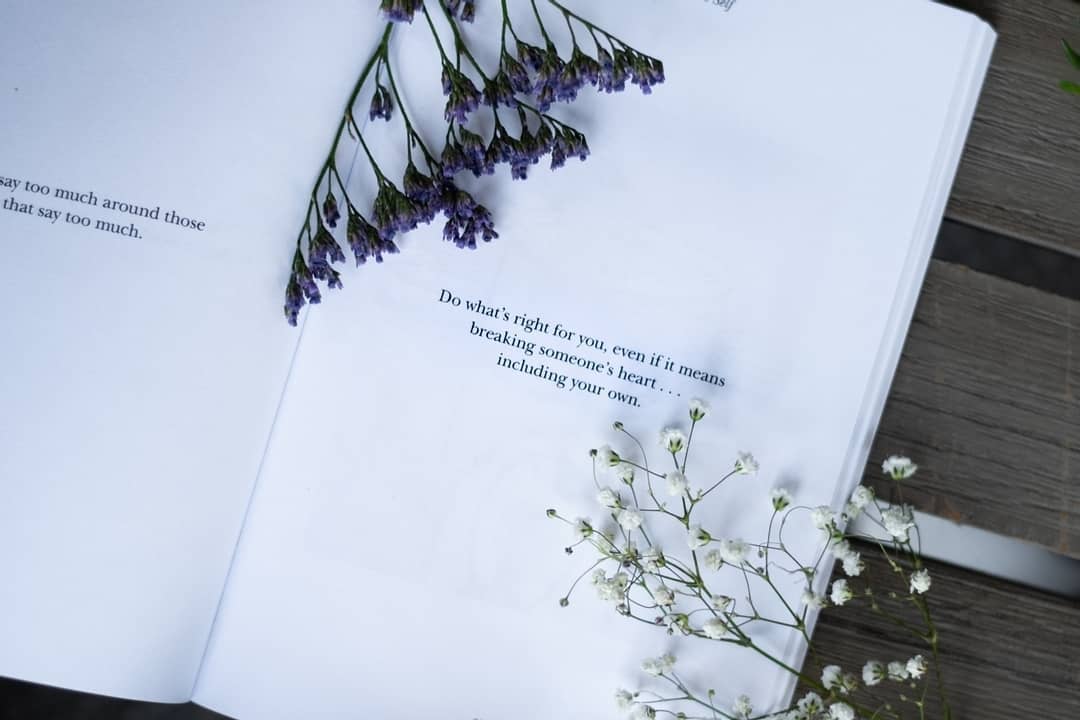 say too much around those
that say too much.
Self
Do what's right for you, even if it means
breaking someone's heart . . .
including your own.